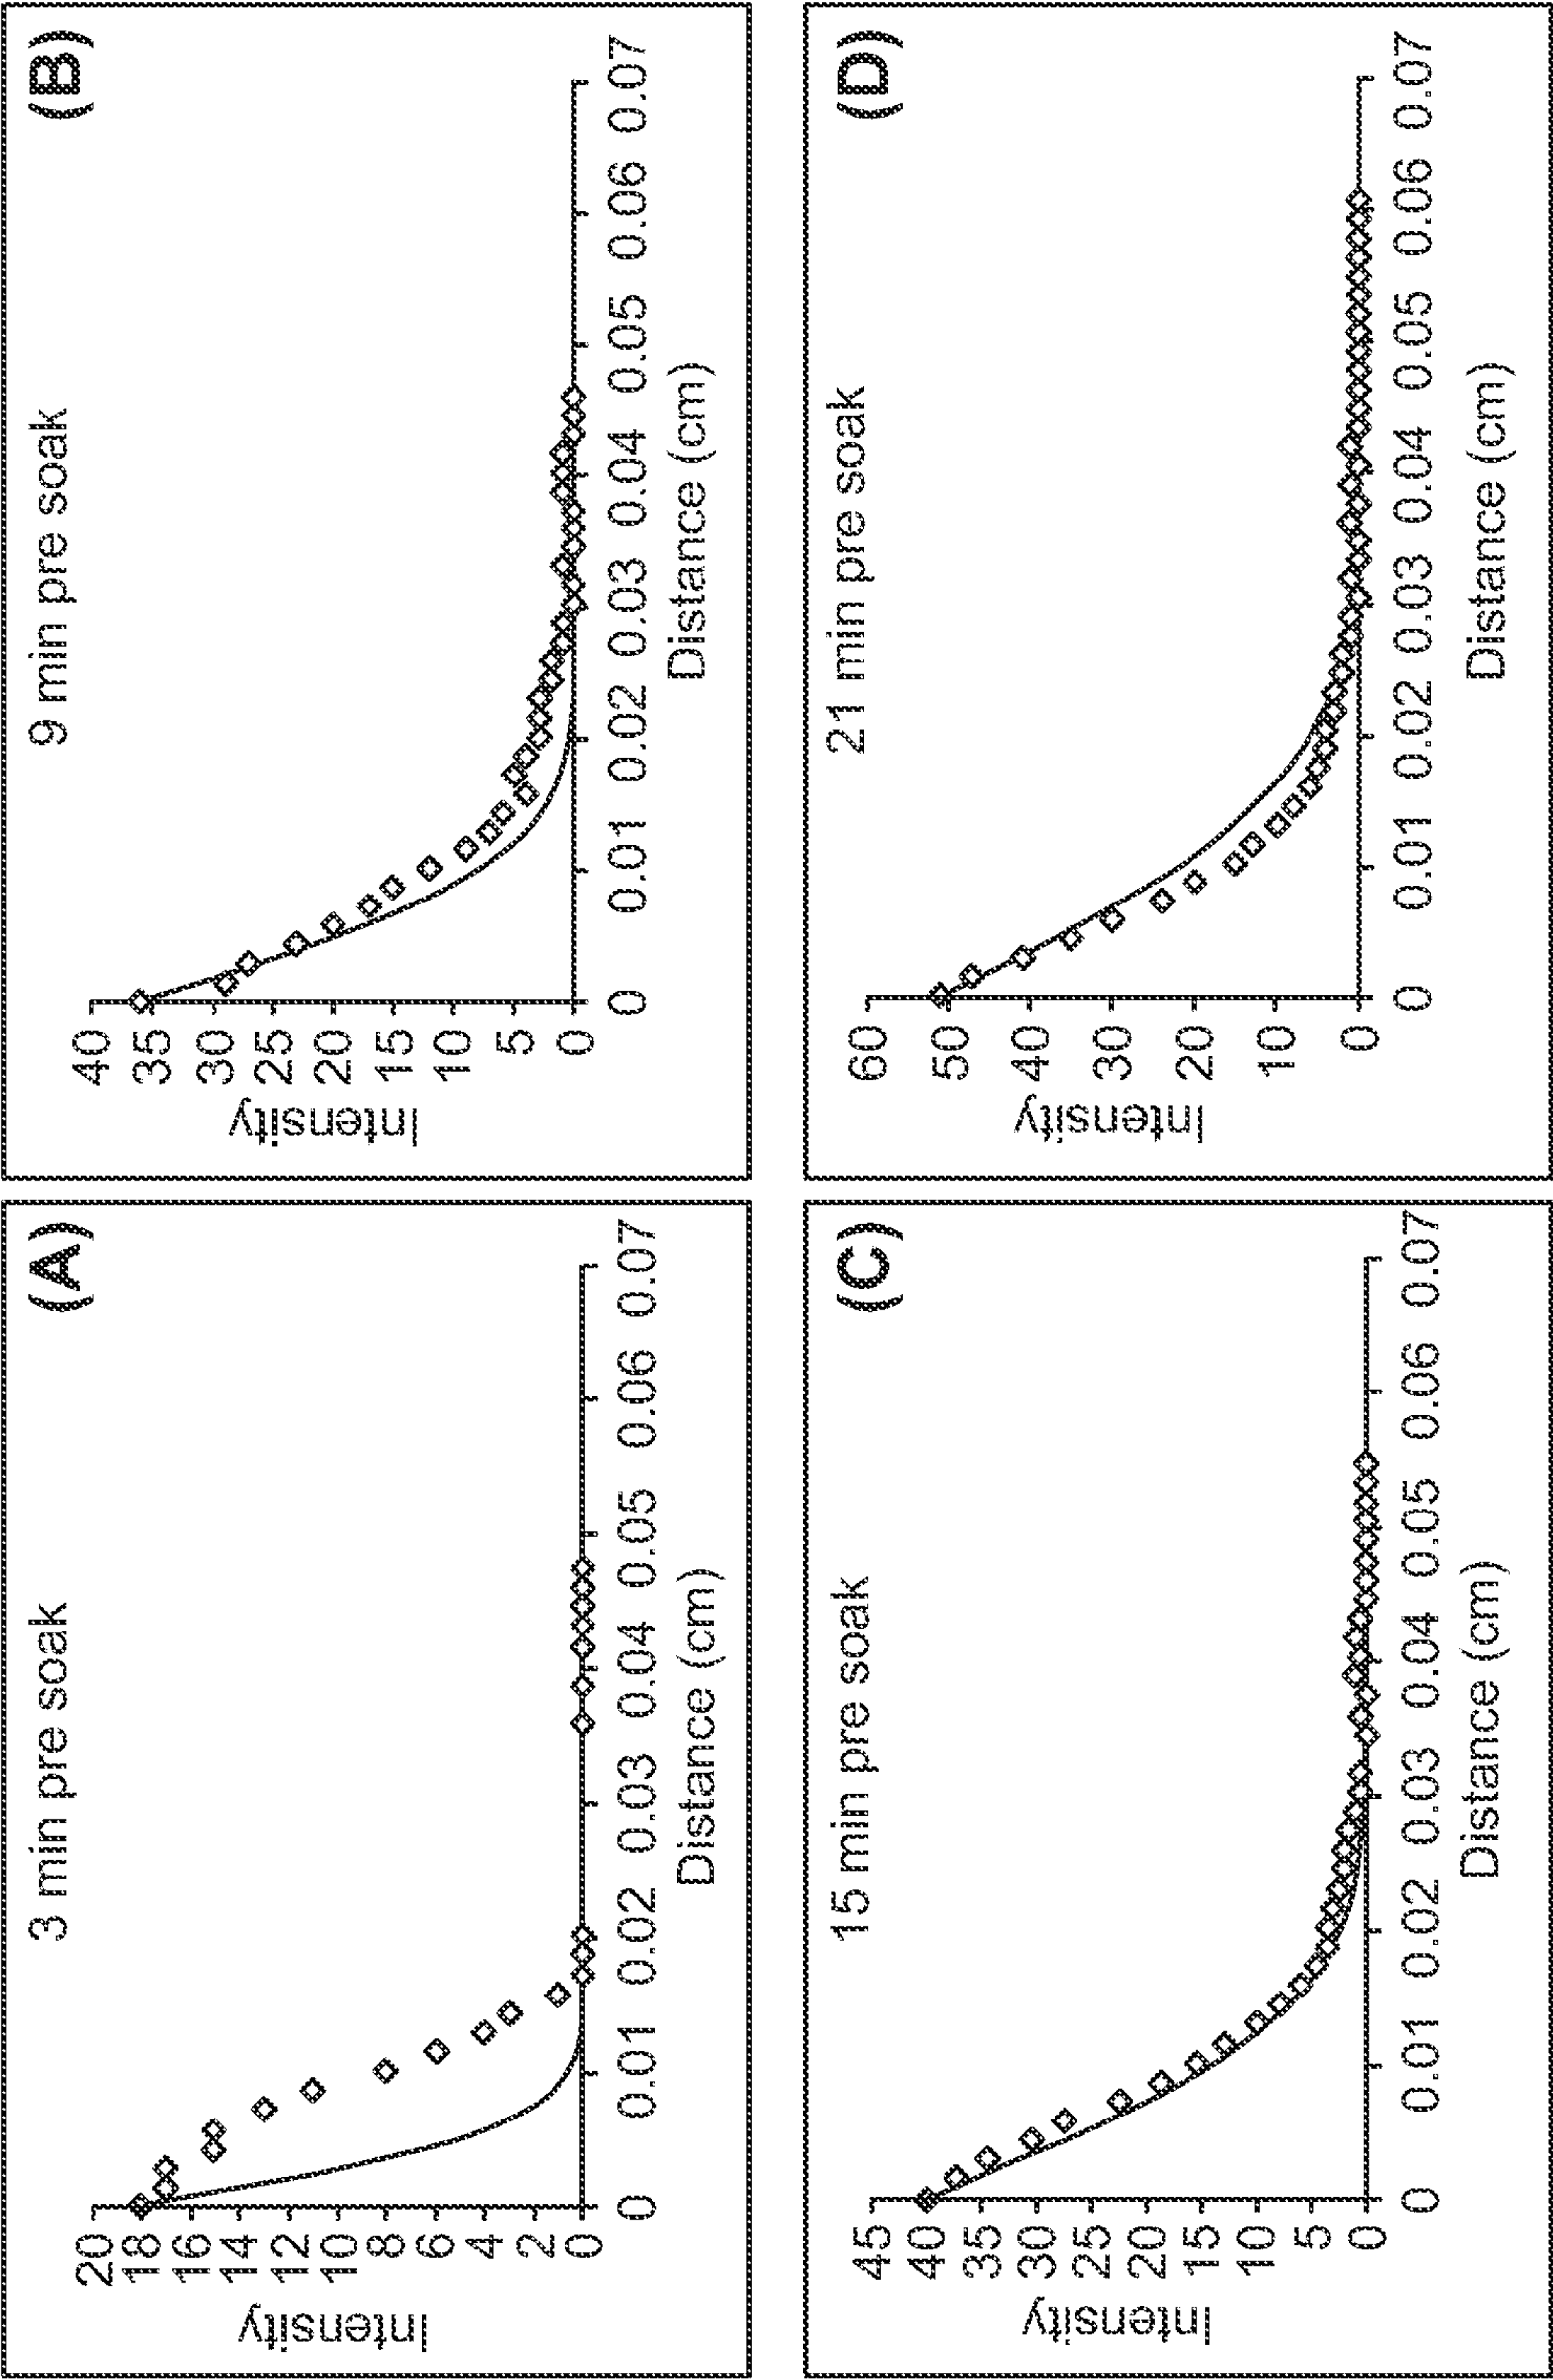 3 min pre soak
(A)
Intensity
20
18
16
14
12
10
8
6
4
2
0
0 0.01 0.02 0.03 0.04 0.05 0.06 0.07
Distance (cm)
9 min pre soak
(B)
Intensity
40
35
30
25
20
15
10
5
0
0 0.01 0.02 0.03 0.04 0.05 0.06 0.07
Distance (cm)
15 min pre soak
(C)
Intensity
45
40
35
30
25
20
15
10
5
0
0 0.01 0.02 0.03 0.04 0.05 0.06 0.07
Distance (cm)
21 min pre soak
(D)
Intensity
60
50
40
30
20
10
0
0 0.01 0.02 0.03 0.04 0.05 0.06 0.07
Distance (cm)